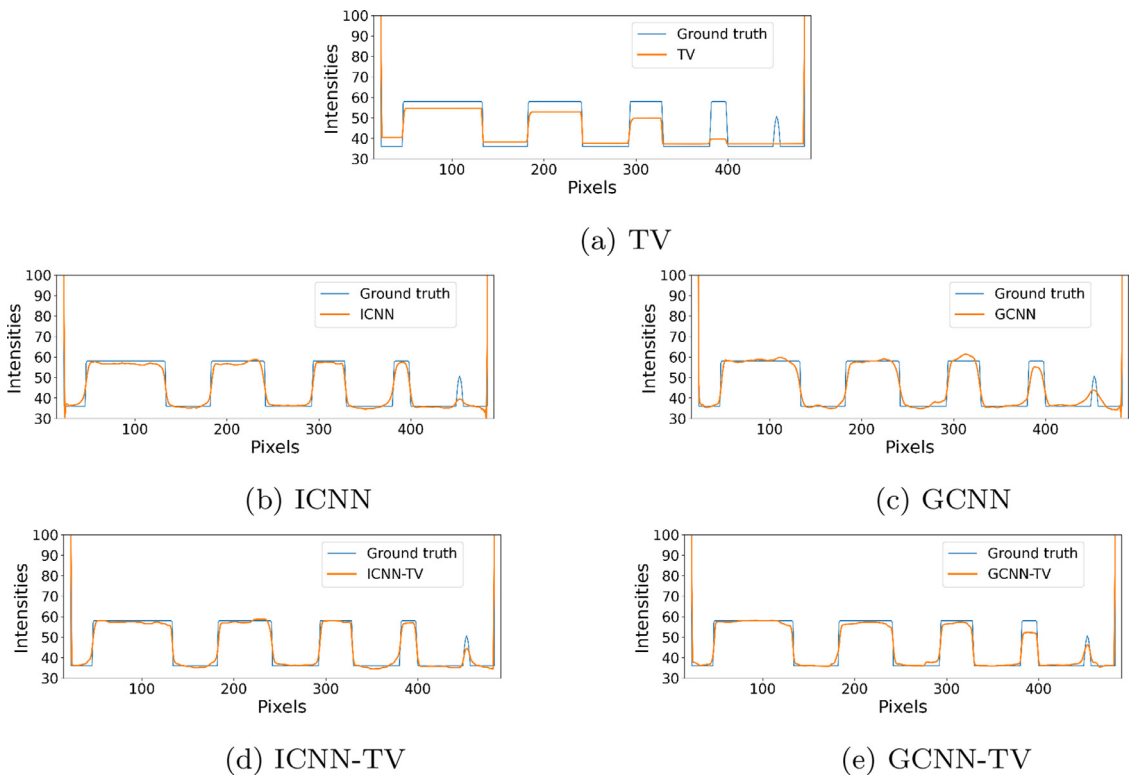 100
90
80
70
60
50
40
30
Intensities
Ground truth
TV
100 200 300 400
Pixels
(a) TV
100
90
80
70
60
50
40
30
Intensities
Ground truth
ICNN
100 200 300 400
Pixels
(b) ICNN
100
90
80
70
60
50
40
30
Intensities
Ground truth
GCNN
100 200 300 400
Pixels
(c) GCNN
100
90
80
70
60
50
40
30
Intensities
Ground truth
ICNN-TV
100 200 300 400
Pixels
(d) ICNN-TV
100
90
80
70
60
50
40
30
Intensities
Ground truth
GCNN-TV
100 200 300 400
Pixels
(e) GCNN-TV